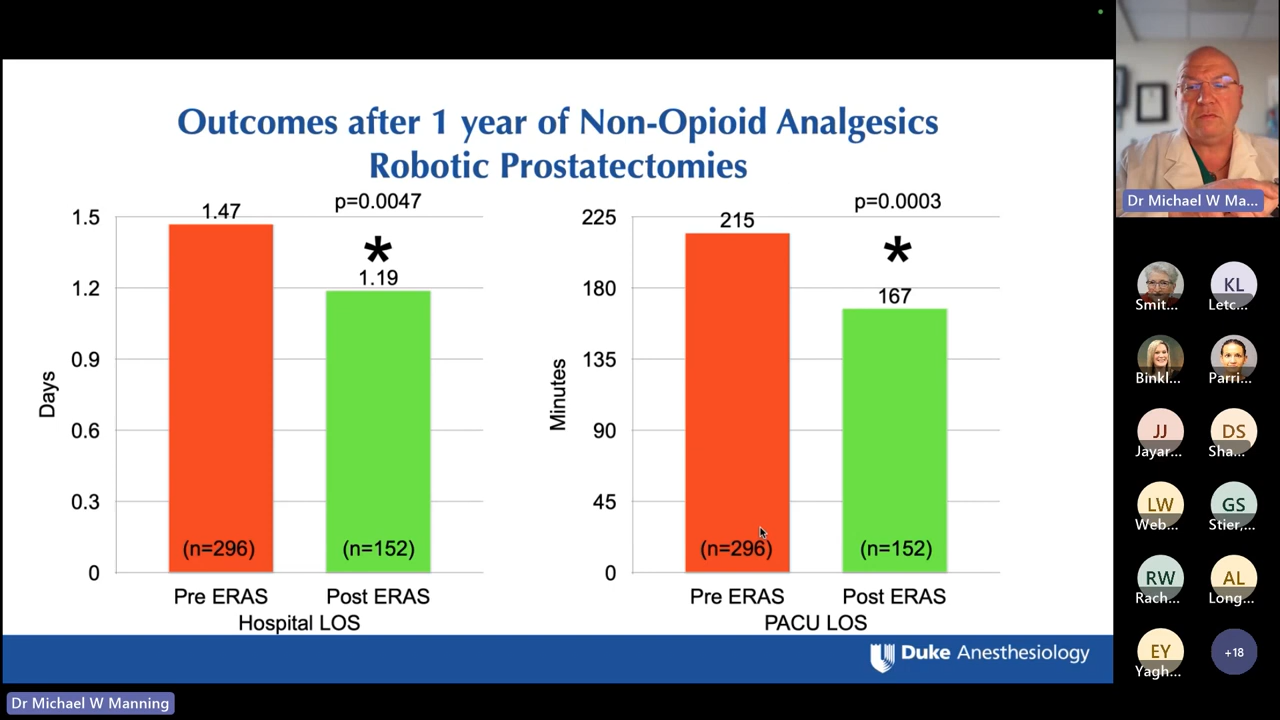 Outcomes after 1 year of Non-Opioid Analgesics
Robotic Prostatectomies
p=0.0047
1.47
1.19
*
1.5
1.2
0.9
0.6
0.3
0
Days
(n=296)
(n=152)
Pre ERAS
Post ERAS
Hospital LOS
p=0.0003
215
167
*
225
180
135
90
45
0
Minutes
(n=296)
(n=152)
Pre ERAS
Post ERAS
PACU LOS
Duke Anesthesiology
Dr Michael W Manning
Dr Michael W Ma...
Smit...
KL
Letc...
Binkl...
Parri...
JJ
Jayar...
DS
Sha...
LW
Web...
GS
Stier,...
RW
Rach...
AL
Long...
EY
Yagh...
+18